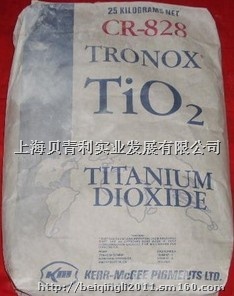 25 KILOGRAMS NET
CR-828
TRONOX
TiO2
上海贝青利实业发展有限公司
TITANIUM
DIOXIDE
KERR-McGEE PIGMENTS LTD.
http://beiqingli2011.sm160.com